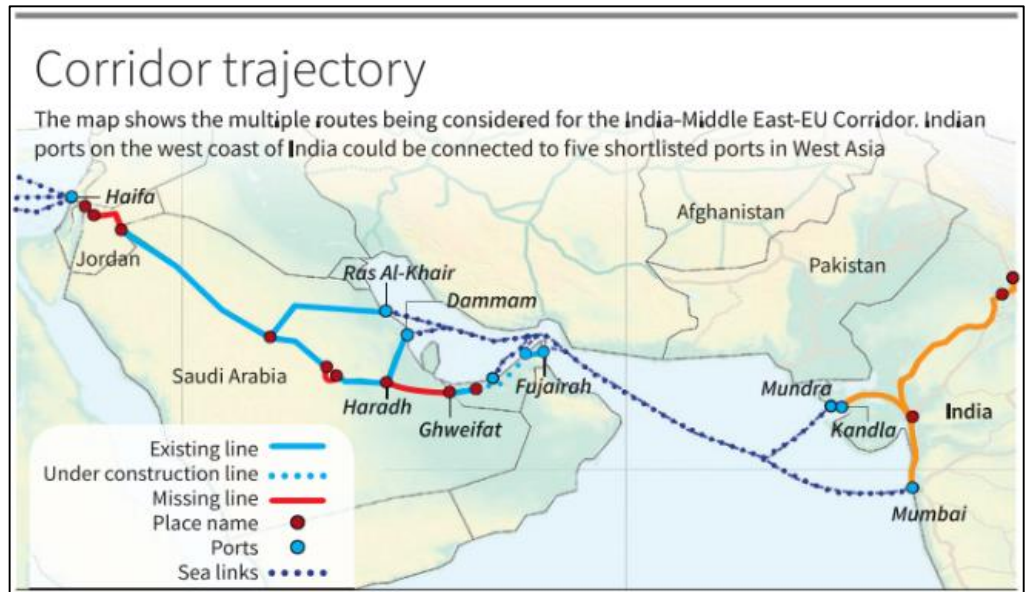 Corridor trajectory
The map shows the multiple routes being considered for the India-Middle East-EU Corridor. Indian
ports on the west coast of India could be connected to five shortlisted ports in West Asia
Haifa
Afghanistan
Jordan
Pakistan
Ras Al-Khair
Dammam
Saudi Arabia
Fujairah
Mundra
Haradh
India
Ghweifat
Kandla
Mumbai
Existing line
Under construction line
Missing line
Place name
Ports
Sea links